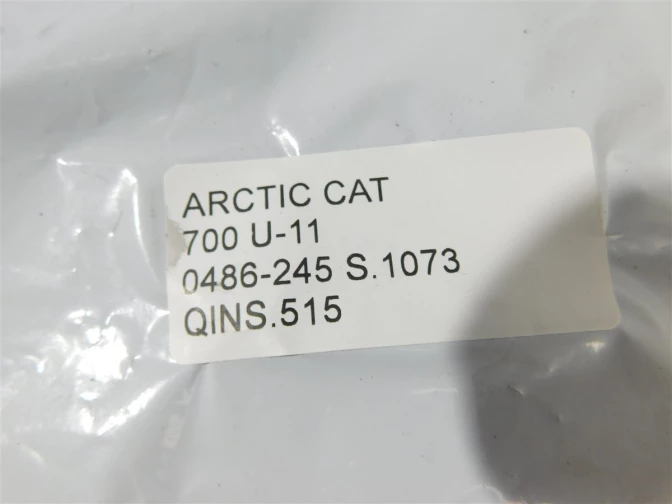 ARCTIC CAT
700 U-11
0486-245 S.1073
QINS.515